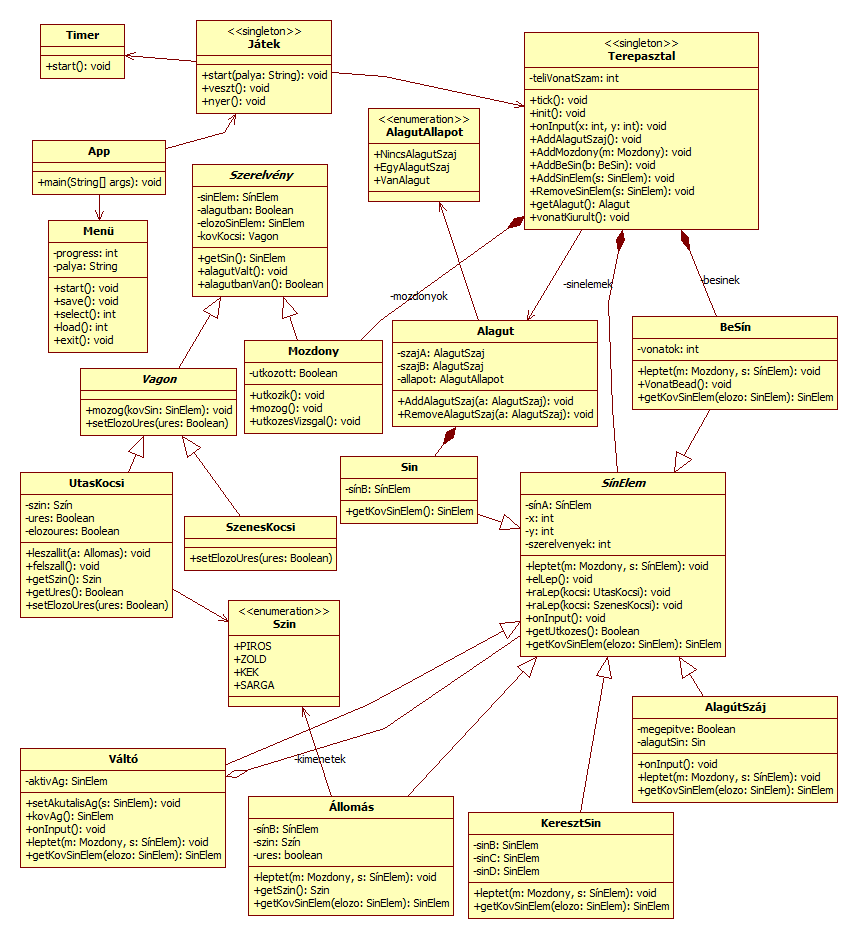 Timer
+start(): void
<<singleton>>
Játek
+start(palya: String): void
+veszt(): void
+nyer(): void
<<singleton>>
Terepasztal
-teliVonatSzam: int
+tick(): void
+init(): void
+onInput(x: int, y: int): void
+AddAlagutSzaj(): void
+AddMozdony(m: Mozdony): void
+AddBeSin(b: BeSin): void
+AddSinElem(s: SinElem): void
+RemoveSinElem(s: SinElem): void
+getAlagut(): Alagut
+vonatKiurult(): void
<<enumeration>>
AlagutAllapot
+NincsAlagutSzaj
+EgyAlagutSzaj
+VanAlagut
App
+main(String[] args): void
Szerelvény
-sinElem: SínElem
-alagutban: Boolean
-elozoSinElem: SinElem
-kovKocsi: Vagon
+getSin(): SinElem
+alagutValt(): void
+alagutbanVan(): Boolean
Menü
-progress: int
-palya: String
+start(): void
+save(): void
+select(): int
+load(): int
+exit(): void
-mozdonyok
-sinelemek
-besinek
Mozdony
-utkozott: Boolean
+utkozik(): void
+mozog(): void
+utkozesVizsgal(): void
Alagut
-szajA: AlagutSzaj
-szajB: AlagutSzaj
-allapot: AlagutAllapot
+AddAlagutSzaj(a: AlagutSzaj): void
+RemoveAlagutSzaj(a: AlagutSzaj): void
BeSín
-vonatok: int
+leptet(m: Mozdony, s: SínElem): void
+VonatBead(): void
+getKovSinElem(elozo: SinElem): SinElem
Vagon
+mozog(kovSin: SinElem): void
+setElozoUres(ures: Boolean)
Sin
-sínB: SínElem
+getKovSinElem(): SinElem
UtasKocsi
-szin: Szín
-ures: Boolean
-elozoures: Boolean
+leszallit(a: Allomas): void
+felszall(): void
+getSzin(): Szin
+getUres(): Boolean
+setElozoUres(ures: Boolean)
SzenesKocsi
+setElozoUres(ures: Boolean)
SínElem
-sínA: SínElem
-x: int
-y: int
-szerelvenyek: int
+leptet(m: Mozdony, s: SínElem): void
+elLep(): void
+raLep(kocsi: UtasKocsi): void
+raLep(kocsi: SzenesKocsi): void
+onInput(): void
+getUtkozes(): Boolean
+getKovSinElem(elozo: SinElem): SinElem
<<enumeration>>
Szin
+PIROS
+ZOLD
+KEK
+SARGA
AlagútSzáj
-megepitve: Boolean
-alagutSin: Sin
+onInput(): void
+leptet(m: Mozdony, s: SínElem): void
+getKovSinElem(elozo: SinElem): SinElem
Váltó
-aktivAg: SinElem
+setAkutalisAg(s: SinElem): void
+kovAg(): SinElem
+onInput(): void
+leptet(m: Mozdony, s: SínElem): void
+getKovSinElem(elozo: SinElem): SinElem
-kimenetek
Állomás
-sínB: SínElem
-szin: Szín
-ures: boolean
+leptet(m: Mozdony, s: SínElem): void
+getSzin(): Szin
+getKovSinElem(elozo: SinElem): SinElem
KeresztSin
-sinB: SinElem
-sinC: SinElem
-sinD: SinElem
+leptet(m: Mozdony, s: SínElem): void
+getKovSinElem(elozo: SinElem): SinElem